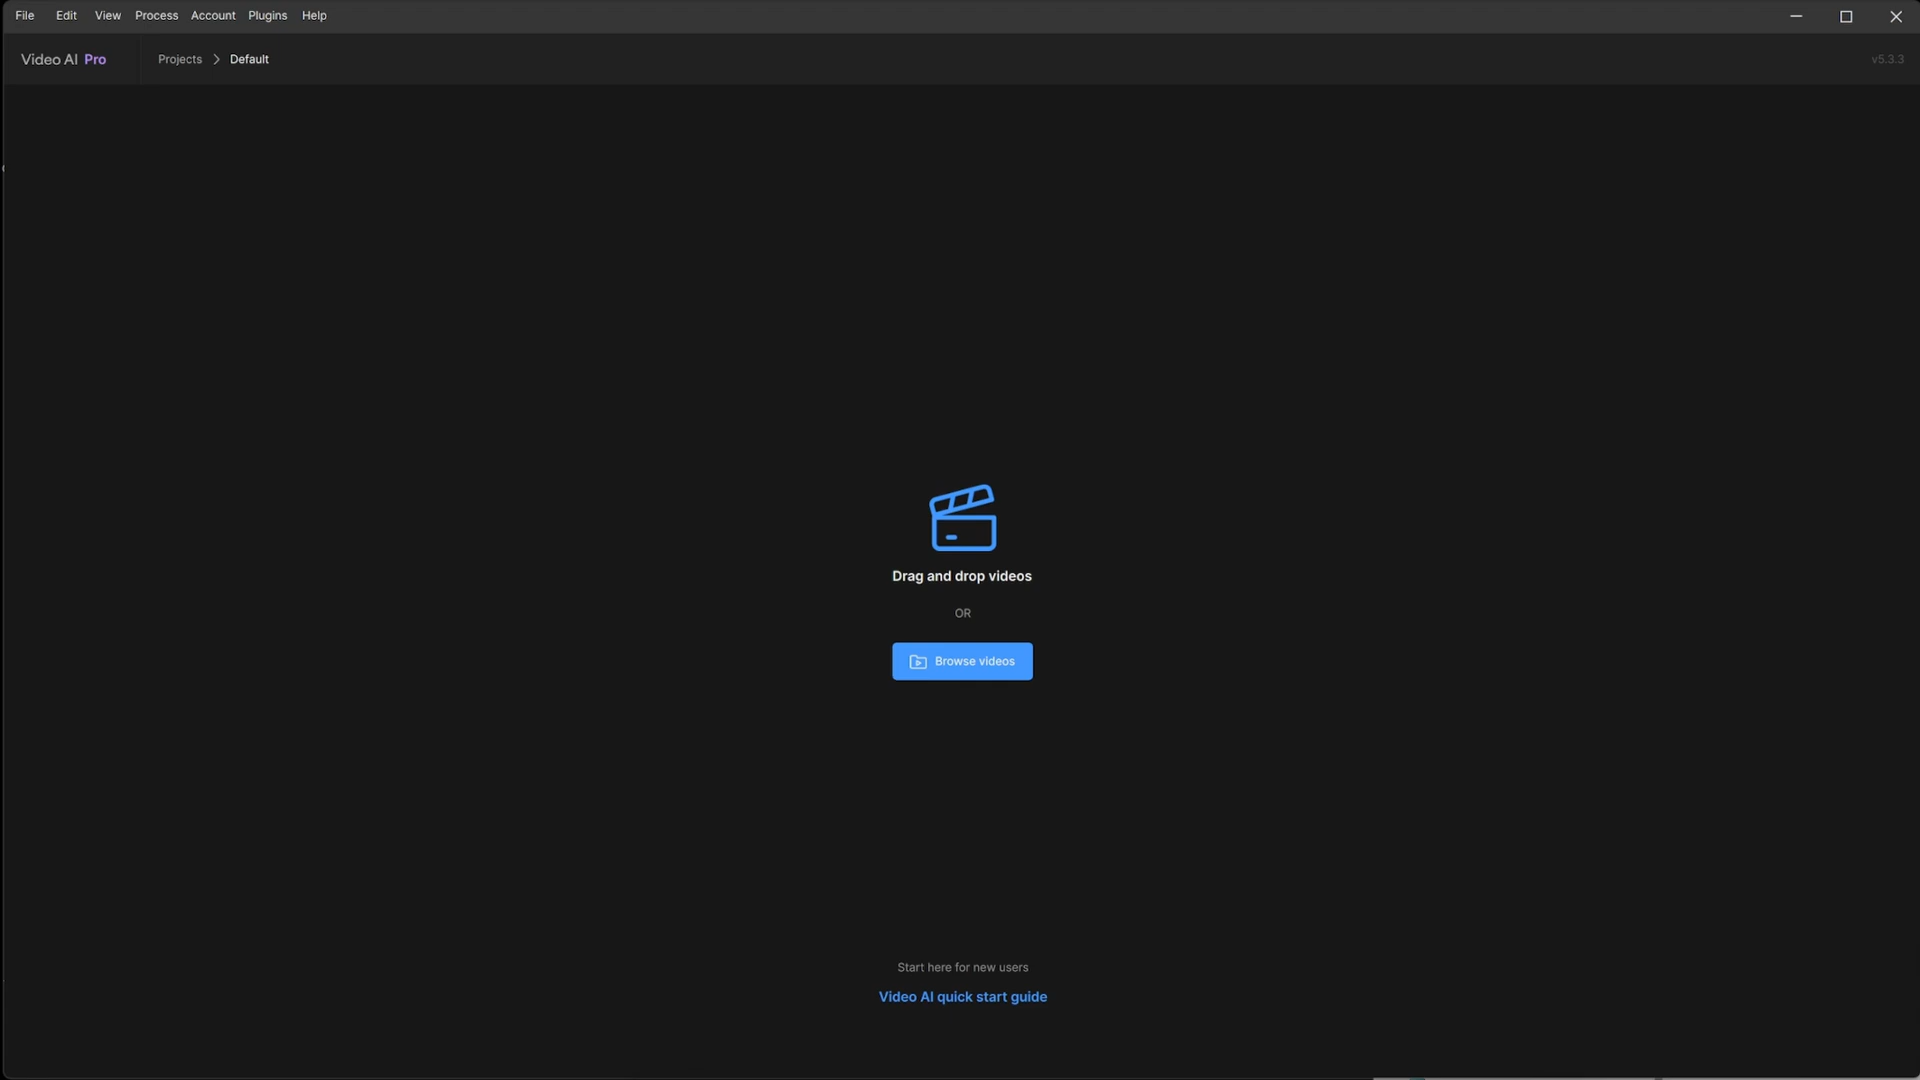 File Edit View Process Account Plugins Help
Video AI Pro Projects Default v5.3.3
Drag and drop videos
OR
Browse videos
Start here for new users
Video AI quick start guide